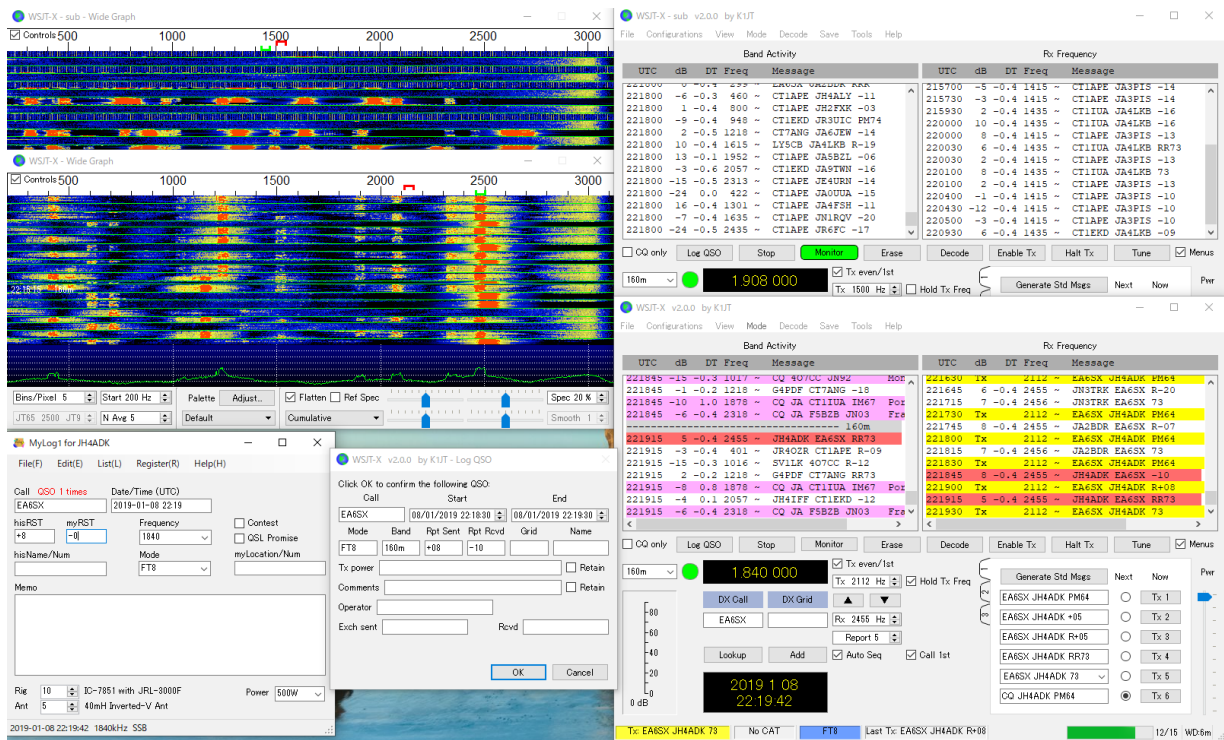 WSJT-X - sub - Wide Graph
Controls 500 1000 1500 2000 2500 3000
WSJT-X - Wide Graph
Controls 500 1000 1500 2000 2500 3000
22:19:15 160m
Bins/Pixel 5 Start 200 Hz Palette Adjust... Flatten Ref Spec Spec 20 %
JT65 2500 JT9 N Avg 5 Default Cumulative Smooth 1
MyLog1 for JH4ADK
File(F) Edit(E) List(L) Register(R) Help(H)
Call QSO 1 times Date/Time (UTC)
EA6SX 2019-01-08 22:19
hisRST myRST Frequency Contest
+8 -0 1840 QSL Promise
hisName/Num Mode myLocation/Num
FT8
Memo
Rig 10 IC-7851 with JRL-3000F Power 500W
Ant 5 40mH Inverted-V Ant
2019-01-08 22:19:42 1840kHz SSB
WSJT-X v2.0.0 by K1JT - Log QSO
Click OK to confirm the following QSO:
Call Start End
EA6SX 08/01/2019 22:18:30 08/01/2019 22:19:30
Mode Band Rpt Sent Rpt Rcvd Grid Name
FT8 160m +08 -10
Tx power Retain
Comments Retain
Operator
Exch sent Rcvd
OK Cancel
WSJT-X - sub v2.0.0 by K1JT
File Configurations View Mode Decode Save Tools Help
Band Activity
UTC dB DT Freq Message
221800 -6 -0.3 460 ~ CT1APE JH4ALY -11
221800 1 -0.4 800 ~ CT1APE JH2FXK -03
221800 -9 -0.4 948 ~ CT1EKD JR3UIC PM74
221800 2 -0.5 1218 ~ CT7ANG JA6JEW -14
221800 10 -0.4 1615 ~ LY5CB JA4LKB R-19
221800 13 -0.1 1952 ~ CT1APE JA5BZL -06
221800 -3 -0.6 2057 ~ CT1EKD JA9TWN -16
221800 -15 -0.5 2313 ~ CT1APE JE4URN -14
221800 -24 0.0 422 ~ CT1APE JA0UUA -15
221800 16 -0.4 1301 ~ CT1APE JA4FSH -11
221800 -7 -0.4 1635 ~ CT1APE JN1RQV -20
221800 -24 -0.5 2435 ~ CT1APE JR6FC -17
Rx Frequency
UTC dB DT Freq Message
215700 -5 -0.4 1415 ~ CT1APE JA3PIS -14
215730 -3 -0.4 1415 ~ CT1APE JA3PIS -14
215930 2 -0.4 1435 ~ CT1IUA JA4LKB -16
220000 10 -0.4 1435 ~ CT1IUA JA4LKB -16
220000 8 -0.4 1415 ~ CT1APE JA3PIS -13
220030 6 -0.4 1435 ~ CT1IUA JA4LKB RR73
220030 2 -0.4 1415 ~ CT1APE JA3PIS -13
220100 8 -0.4 1435 ~ CT1IUA JA4LKB 73
220100 2 -0.4 1415 ~ CT1APE JA3PIS -13
220400 -1 -0.4 1415 ~ CT1APE JA3PIS -10
220430 -12 -0.4 1415 ~ CT1APE JA3PIS -10
220500 -3 -0.4 1415 ~ CT1APE JA3PIS -10
220930 6 -0.4 1435 ~ CT1EKD JA4LKB -09
CQ only Log QSO Stop Monitor Erase Decode Enable Tx Halt Tx Tune Menus
160m 1.908 000 Tx even/1st
Tx 1500 Hz Hold Tx Freq Generate Std Msgs Next Now Pwr
WSJT-X v2.0.0 by K1JT
File Configurations View Mode Decode Save Tools Help
Band Activity
UTC dB DT Freq Message
221845 -15 -0.3 1017 ~ CQ 4O7CC JN92 Mon
221845 -1 -0.2 1218 ~ G4PDF CT7ANG -18
221845 -10 1.0 1878 ~ CQ JA CT1IUA IM67 Por
221845 -6 -0.4 2318 ~ CQ JA F5BZB JN03 Fra
160m
221915 5 -0.4 2455 ~ JH4ADK EA6SX RR73
221915 -3 -0.4 401 ~ JR4OZR CT1APE R-09
221915 -15 -0.3 1016 ~ SV1LK 4O7CC R-12
221915 2 -0.2 1218 ~ G4PDF CT7ANG RR73
221915 -8 0.8 1878 ~ CQ JA CT1IUA IM67 Por
221915 -4 0.1 2057 ~ JH4IFF CT1EKD -12
221915 -6 -0.4 2318 ~ CQ JA F5BZB JN03 Fra
Rx Frequency
UTC dB DT Freq Message
221630 Tx 2112 ~ EA6SX JH4ADK PM64
221645 6 -0.4 2456 ~ JN3TRK EA6SX R-20
221715 7 -0.4 2456 ~ JN3TRK EA6SX 73
221730 Tx 2112 ~ EA6SX JH4ADK PM64
221745 8 -0.4 2455 ~ JA2BDR EA6SX R-07
221800 Tx 2112 ~ EA6SX JH4ADK PM64
221815 7 -0.4 2456 ~ JA2BDR EA6SX 73
221830 Tx 2112 ~ EA6SX JH4ADK PM64
221845 8 -0.4 2455 ~ JH4ADK EA6SX -10
221900 Tx 2112 ~ EA6SX JH4ADK R+08
221915 5 -0.4 2455 ~ JH4ADK EA6SX RR73
221930 Tx 2112 ~ EA6SX JH4ADK 73
CQ only Log QSO Stop Monitor Erase Decode Enable Tx Halt Tx Tune Menus
160m 1.840 000 Tx even/1st
Tx 2112 Hz Hold Tx Freq
DX Call DX Grid
EA6SX Rx 2455 Hz
Report 5
Lookup Add Auto Seq Call 1st
2019 1 08
22:19:42
-80
-60
-40
-20
-0
0 dB
1
2
3
Generate Std Msgs Next Now Pwr
EA6SX JH4ADK PM64 Tx 1
EA6SX JH4ADK +05 Tx 2
EA6SX JH4ADK R+05 Tx 3
EA6SX JH4ADK RR73 Tx 4
EA6SX JH4ADK 73 Tx 5
CQ JH4ADK PM64 Tx 6
Tx: EA6SX JH4ADK 73 No CAT FT8 Last Tx: EA6SX JH4ADK R+08 12/15 WD:6m